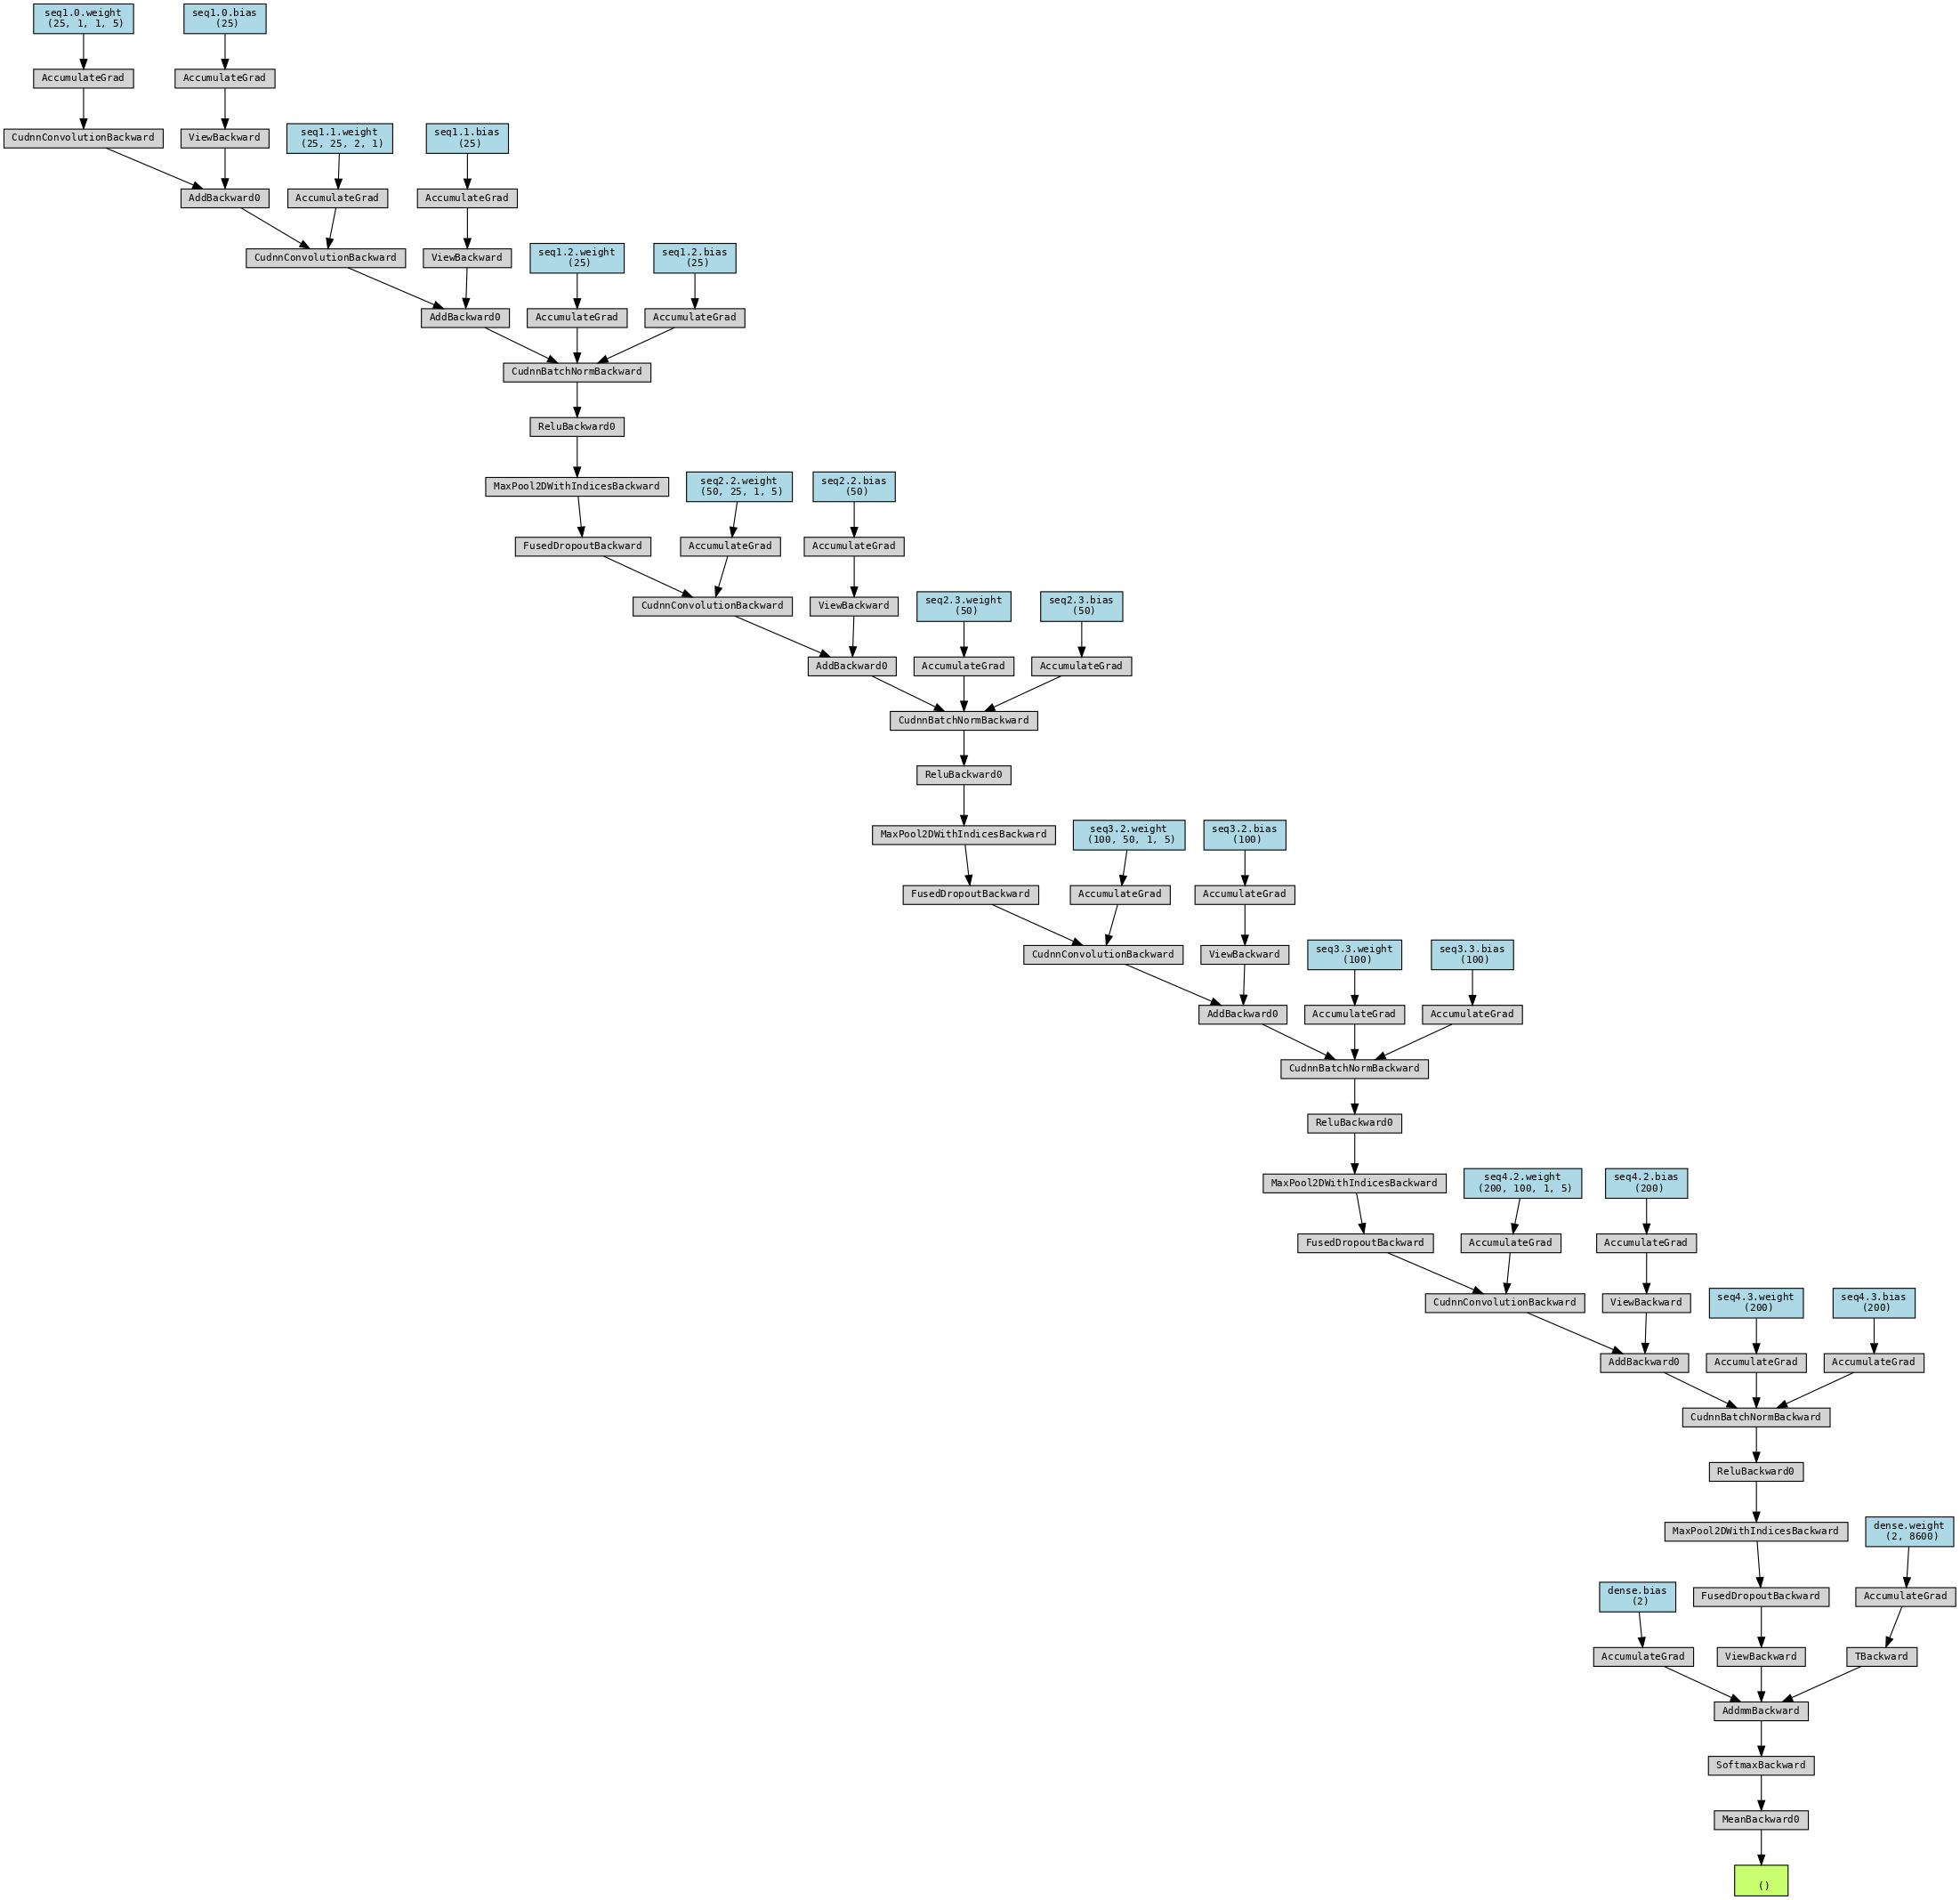 seq1.0.weight
(25, 1, 1, 5)
seq1.0.bias
(25)
AccumulateGrad
AccumulateGrad
CudnnConvolutionBackward
ViewBackward
seq1.1.weight
(25, 25, 2, 1)
seq1.1.bias
(25)
AddBackward0
AccumulateGrad
AccumulateGrad
CudnnConvolutionBackward
ViewBackward
seq1.2.weight
(25)
seq1.2.bias
(25)
AddBackward0
AccumulateGrad
AccumulateGrad
CudnnBatchNormBackward
ReluBackward0
MaxPool2DWithIndicesBackward
seq2.2.weight
(50, 25, 1, 5)
seq2.2.bias
(50)
FusedDropoutBackward
AccumulateGrad
AccumulateGrad
CudnnConvolutionBackward
ViewBackward
seq2.3.weight
(50)
seq2.3.bias
(50)
AddBackward0
AccumulateGrad
AccumulateGrad
CudnnBatchNormBackward
ReluBackward0
MaxPool2DWithIndicesBackward
seq3.2.weight
(100, 50, 1, 5)
seq3.2.bias
(100)
FusedDropoutBackward
AccumulateGrad
AccumulateGrad
CudnnConvolutionBackward
ViewBackward
seq3.3.weight
(100)
seq3.3.bias
(100)
AddBackward0
AccumulateGrad
AccumulateGrad
CudnnBatchNormBackward
ReluBackward0
MaxPool2DWithIndicesBackward
seq4.2.weight
(200, 100, 1, 5)
seq4.2.bias
(200)
FusedDropoutBackward
AccumulateGrad
AccumulateGrad
CudnnConvolutionBackward
ViewBackward
seq4.3.weight
(200)
seq4.3.bias
(200)
AddBackward0
AccumulateGrad
AccumulateGrad
CudnnBatchNormBackward
ReluBackward0
MaxPool2DWithIndicesBackward
dense.weight
(2, 8600)
dense.bias
(2)
FusedDropoutBackward
AccumulateGrad
AccumulateGrad
ViewBackward
TBackward
AddmmBackward
SoftmaxBackward
MeanBackward0
()